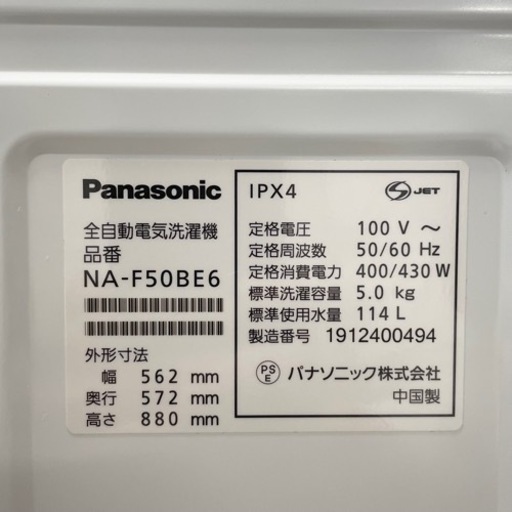 Panasonic
全自動電気洗濯機
品番
NA-F50BE6
外形寸法
幅 562 mm
奥行 572 mm
高さ 880 mm
IPX4
S JET
定格電圧 100 V ～
定格周波数 50/60 Hz
定格消費電力 400/430 W
標準洗濯容量 5.0 kg
標準使用水量 114 L
製造番号 1912400494
PS E パナソニック株式会社
中国製